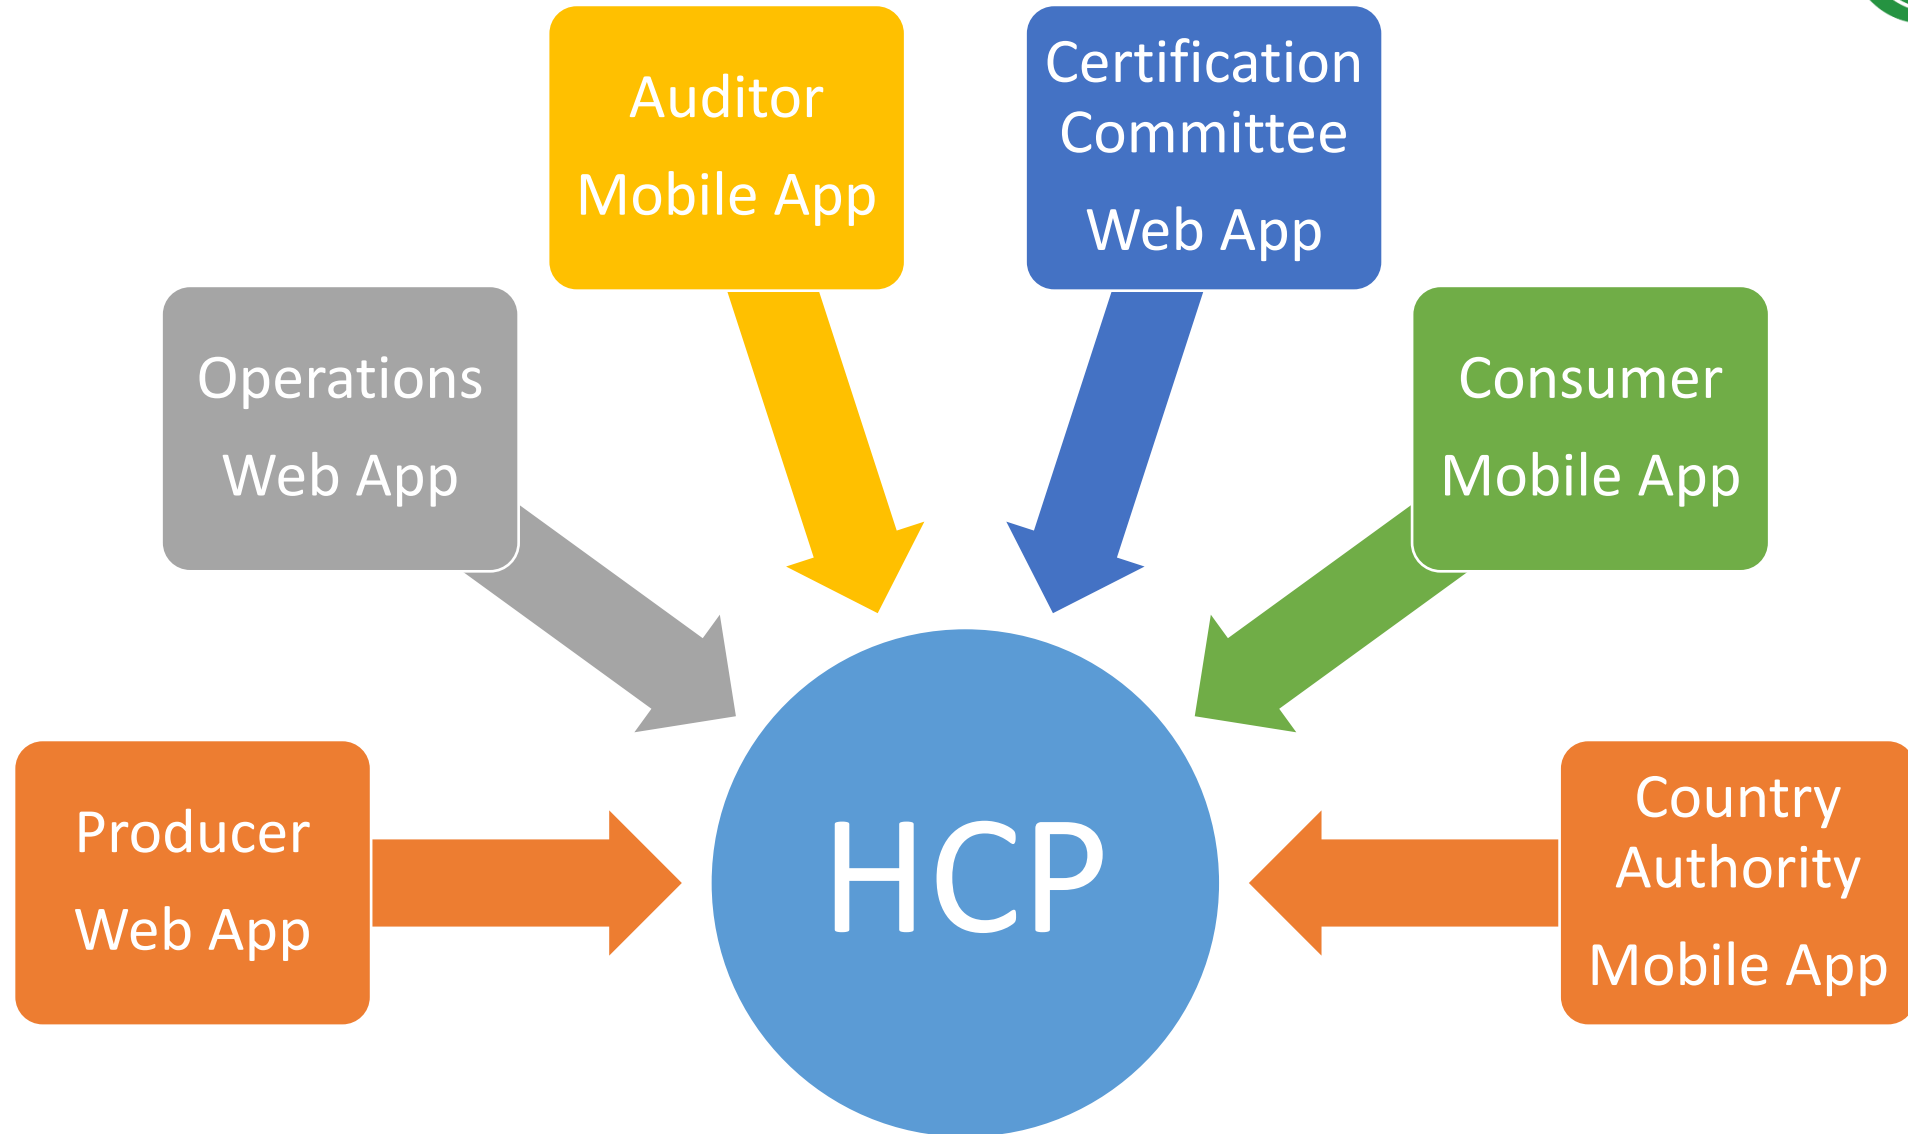 Auditor
Mobile App
Certification
Committee
Web App
Operations
Web App
Consumer
Mobile App
Producer
Web App
HCP
Country
Authority
Mobile App